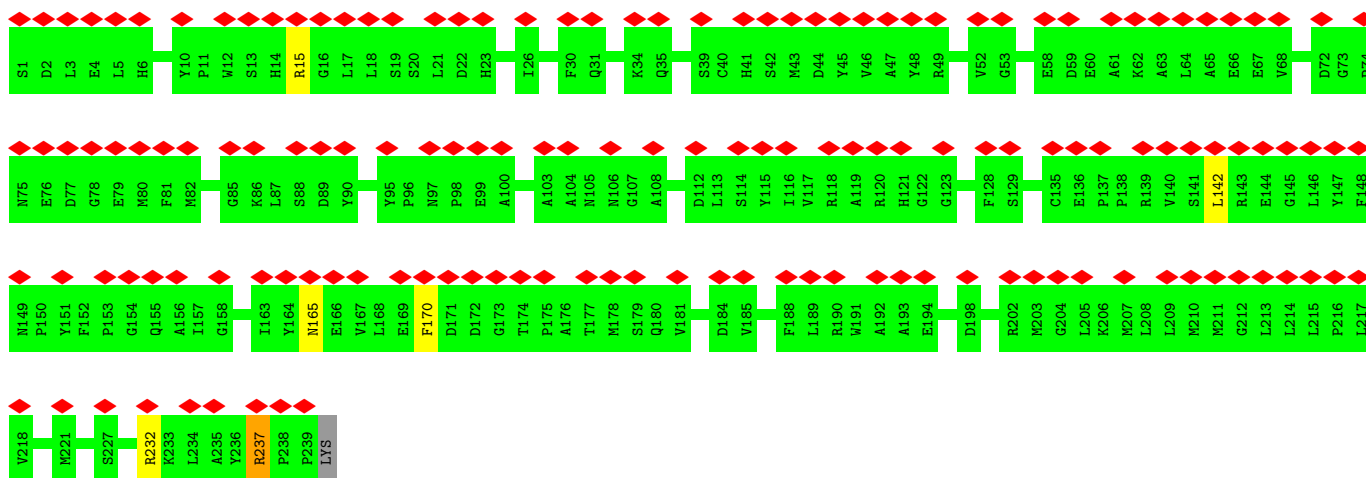 S1 D2 L3 E4 L5 H6 Y10 P11 W12 S13 H14 R15 G16 L17 L18 S19 S20 L21 D22 H23 I26 F30 Q31 K34 Q35 S39 C40 H41 S42 M43 D44 Y45 V46 A47 Y48 R49 V52 G53 E58 D59 E60 A61 K62 A63 L64 A65 E66 E67 V68 D72 G73
N75 E76 D77 G78 E79 M80 F81 M82 G85 K86 L87 S88 D89 Y90 Y95 P96 N97 P98 E99 A100 A103 A104 N105 N106 G107 A108 D112 L113 S114 Y115 I116 V117 R118 A119 R120 H121 G122 G123 F128 S129 C135 E136 P137 P138 R139 V140 S141 L142 R143 E144 G145 L146 Y147 F148
N149 P150 Y151 F152 P153 G154 Q155 A156 I157 G158 T163 Y164 N165 E166 V167 L168 E169 F170 D171 D172 G173 T174 P175 A176 T177 M178 S179 Q180 V181 D184 V185 F188 L189 R190 W191 A192 A193 E194 D198 R202 M203 G204 L205 K206 M207 L208 L209 M210 M211 G212 L213 L214 L215 P216 L217
V218 M221 S227 R232 K233 L234 A235 Y236 R237 P238 P239 LYS